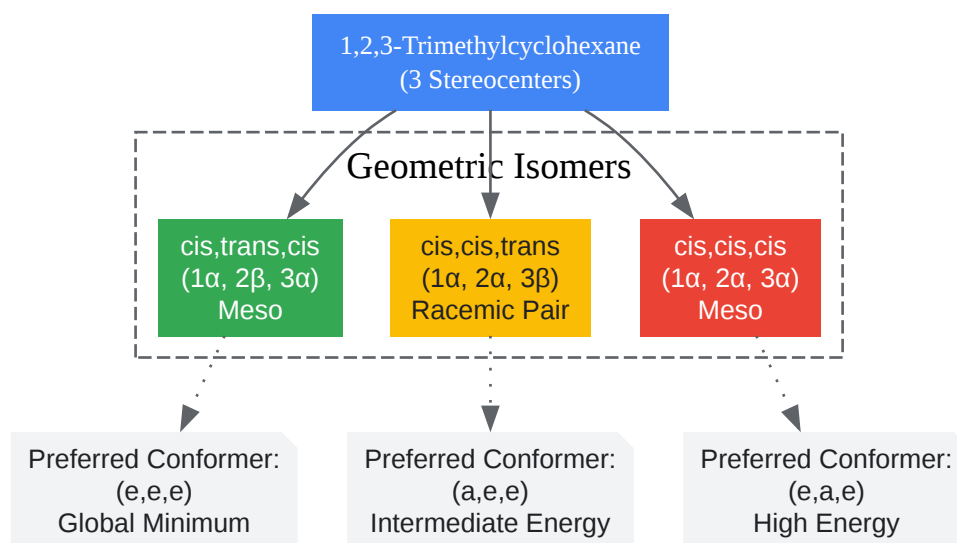 1,2,3-Trimethylcyclohexane
(3 Stereocenters)
Geometric Isomers
cis,trans,cis
(1α, 2β, 3α)
Meso
cis,cis,trans
(1α, 2α, 3β)
Racemic Pair
cis,cis,cis
(1α, 2α, 3α)
Meso
Preferred Conformer:
(e,e,e)
Global Minimum
Preferred Conformer:
(a,e,e)
Intermediate Energy
Preferred Conformer:
(e,a,e)
High Energy